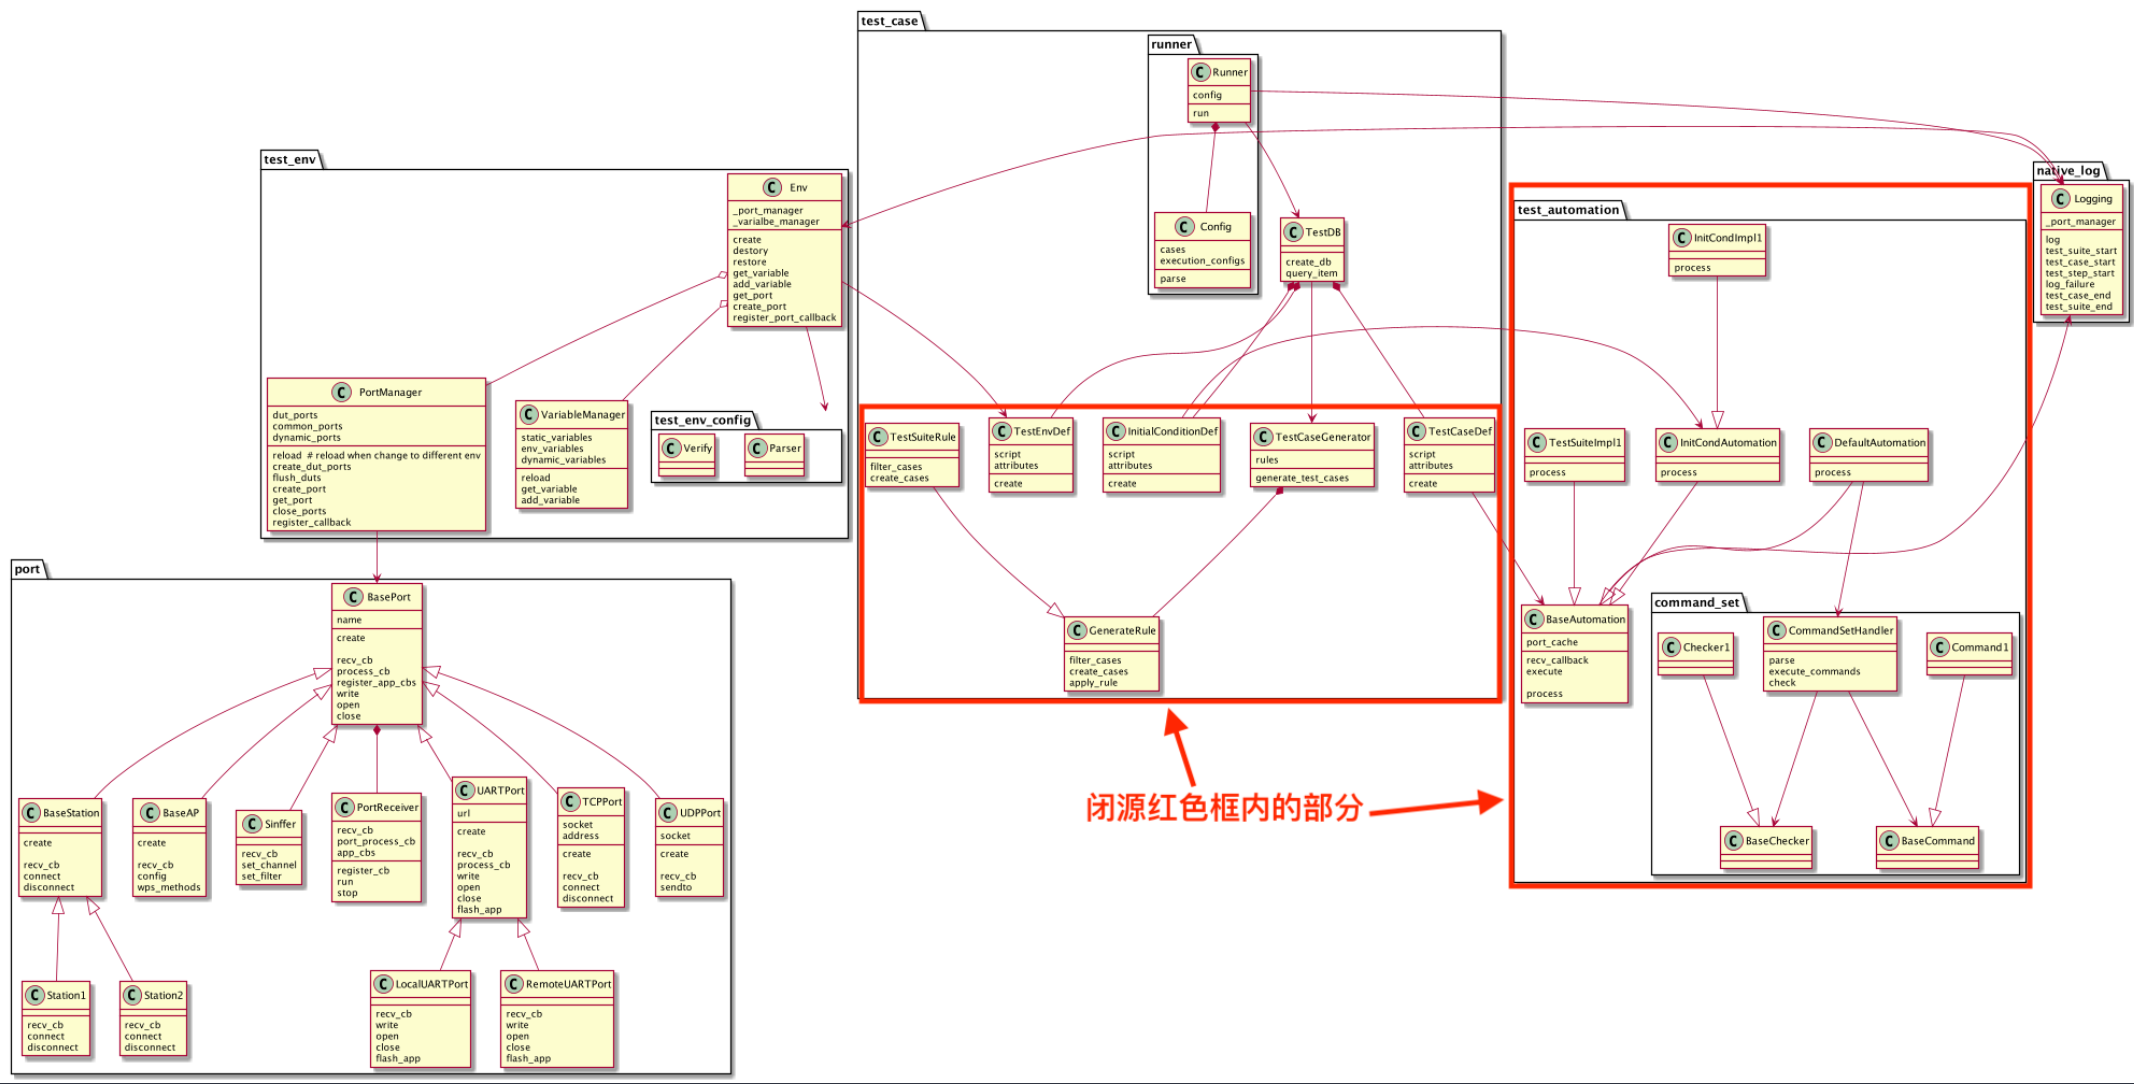 test_case
runner
C Runner
config
run
C Config
cases
execution_configs
parse
C TestDB
create_db
query_item
C TestSuiteRule
filter_cases
create_cases
C TestEnvDef
script
attributes
create
C InitialConditionDef
script
attributes
create
C TestCaseGenerator
rules
generate_test_cases
C TestCaseDef
script
attributes
create
C GenerateRule
filter_cases
create_cases
apply_rule
test_env
C Env
_port_manager
_varialbe_manager
create
destory
restore
get_variable
add_variable
get_port
create_port
register_port_callback
C PortManager
dut_ports
common_ports
dynamic_ports
reload # reload when change to different env
create_dut_ports
flush_duts
create_port
get_port
close_ports
register_callback
C VariableManager
static_variables
env_variables
dynamic_variables
reload
get_variable
add_variable
test_env_config
C Verify
C Parser
native_log
C Logging
_port_manager
log
test_suite_start
test_case_start
test_step_start
log_failure
test_case_end
test_suite_end
test_automation
C InitCondImpl1
process
C TestSuiteImpl1
process
C InitCondAutomation
process
C DefaultAutomation
process
C BaseAutomation
port_cache
recv_callback
execute
process
command_set
C Checker1
C CommandSetHandler
parse
execute_commands
check
C Command1
C BaseChecker
C BaseCommand
port
C BasePort
name
create
recv_cb
process_cb
register_app_cbs
write
open
close
C BaseStation
create
recv_cb
connect
disconnect
C BaseAP
create
recv_cb
config
wps_methods
C Sinffer
recv_cb
set_channel
set_filter
C PortReceiver
recv_cb
port_process_cb
app_cbs
register_cb
run
stop
C UARTPort
url
create
recv_cb
process_cb
write
open
close
flash_app
C TCPPort
socket
address
create
recv_cb
connect
disconnect
C UDPPort
socket
create
recv_cb
sendto
C Station1
recv_cb
connect
disconnect
C Station2
recv_cb
connect
disconnect
C LocalUARTPort
recv_cb
write
open
close
flash_app
C RemoteUARTPort
recv_cb
write
open
close
flash_app
闭源红色框内的部分